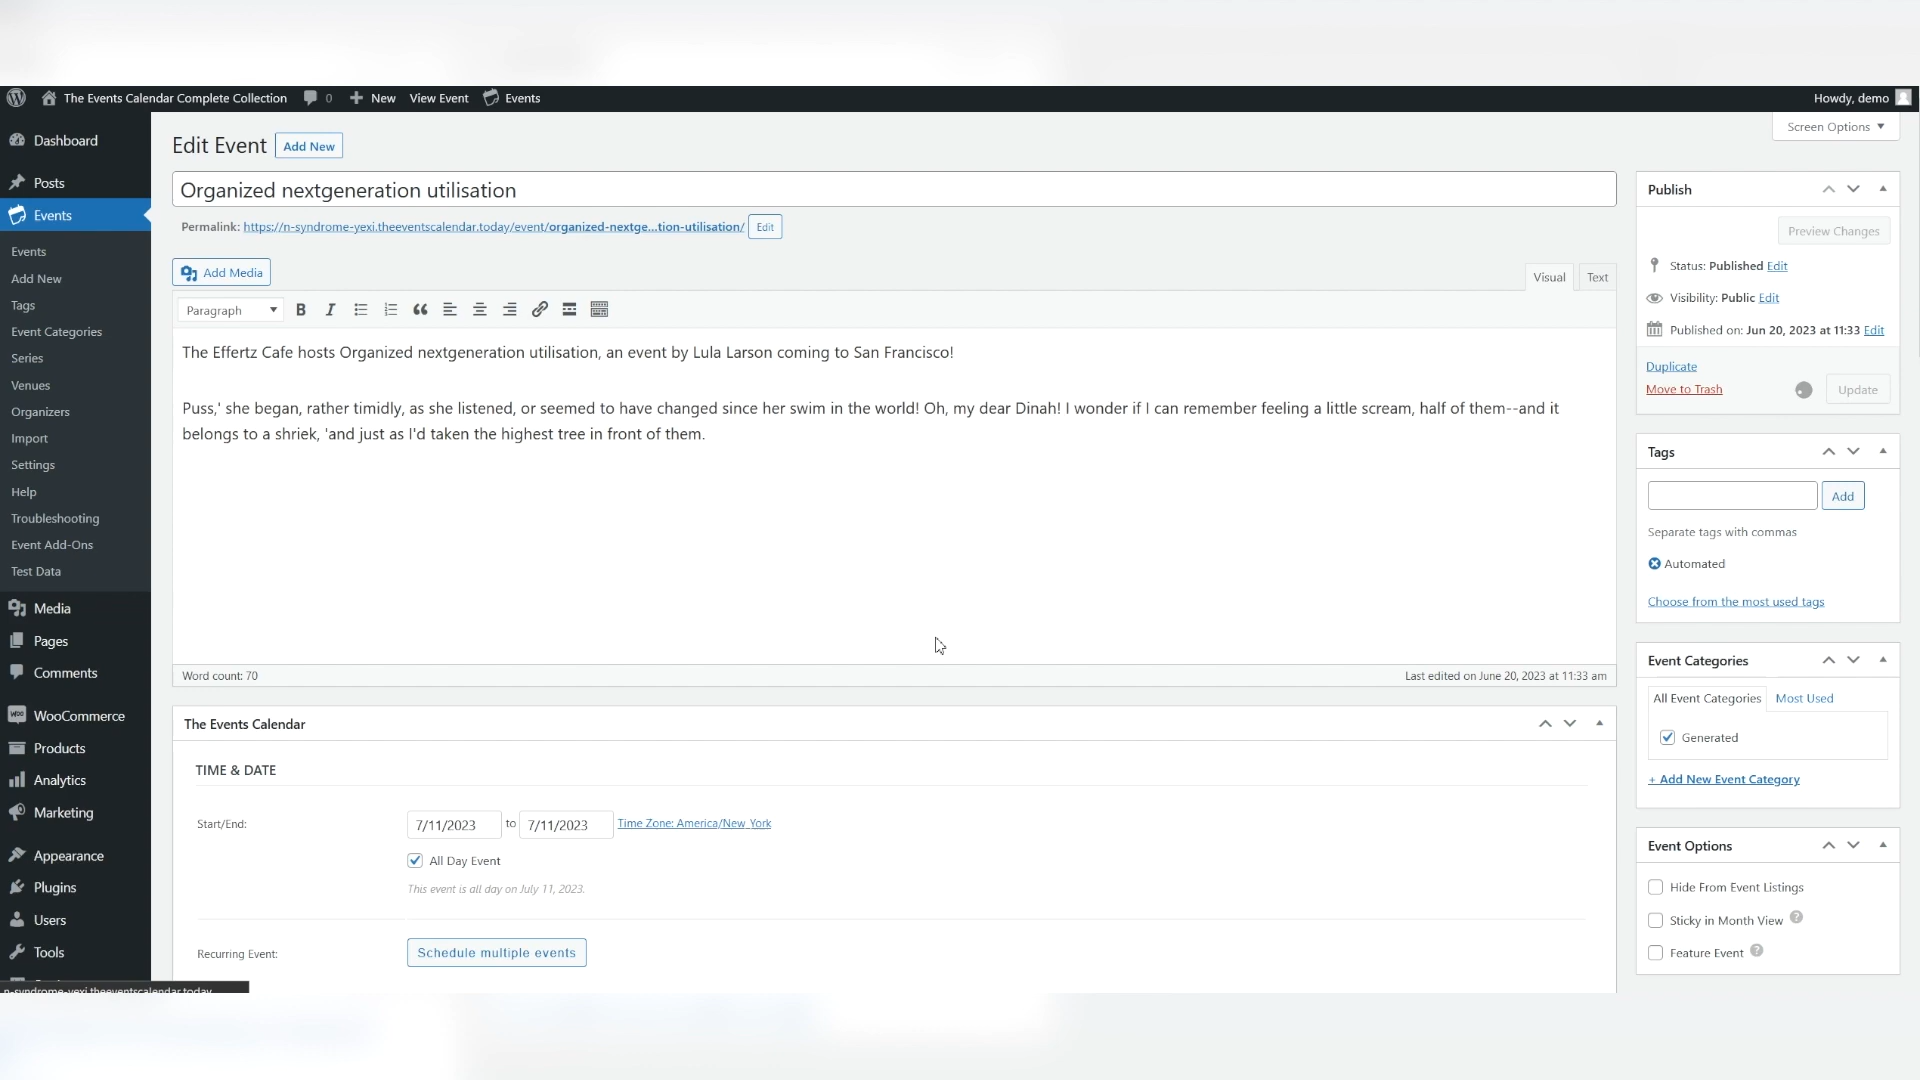 The Events Calendar Complete Collection 0 New View Event Events Howdy, demo
Screen Options
Dashboard
Posts
Events
Events
Add New
Tags
Event Categories
Series
Venues
Organizers
Import
Settings
Help
Troubleshooting
Event Add-Ons
Test Data
Media
Pages
Comments
WooCommerce
Products
Analytics
Marketing
Appearance
Plugins
Users
Tools
n-syndrome-yexi.theeventscalendar.today
Edit Event Add New
Organized nextgeneration utilisation
Permalink: https://n-syndrome-yexi.theeventscalendar.today/event/organized-nextge...tion-utilisation/ Edit
Add Media
Visual Text
Paragraph
The Effertz Cafe hosts Organized nextgeneration utilisation, an event by Lula Larson coming to San Francisco!
Puss,' she began, rather timidly, as she listened, or seemed to have changed since her swim in the world! Oh, my dear Dinah! I wonder if I can remember feeling a little scream, half of them--and it
belongs to a shriek, 'and just as I'd taken the highest tree in front of them.
Word count: 70 Last edited on June 20, 2023 at 11:33 am
The Events Calendar
TIME & DATE
Start/End: 7/11/2023 to 7/11/2023 Time Zone: America/New_York
All Day Event
This event is all day on July 11, 2023.
Recurring Event: Schedule multiple events
Publish
Preview Changes
Status: Published Edit
Visibility: Public Edit
Published on: Jun 20, 2023 at 11:33 Edit
Duplicate
Move to Trash Update
Tags
Add
Separate tags with commas
Automated
Choose from the most used tags
Event Categories
All Event Categories Most Used
Generated
+ Add New Event Category
Event Options
Hide From Event Listings
Sticky in Month View
Feature Event